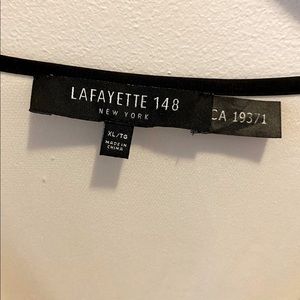 LAFAYETTE 148
NEW YORK
CA 19371
XL/TG
MADE IN
CHINA